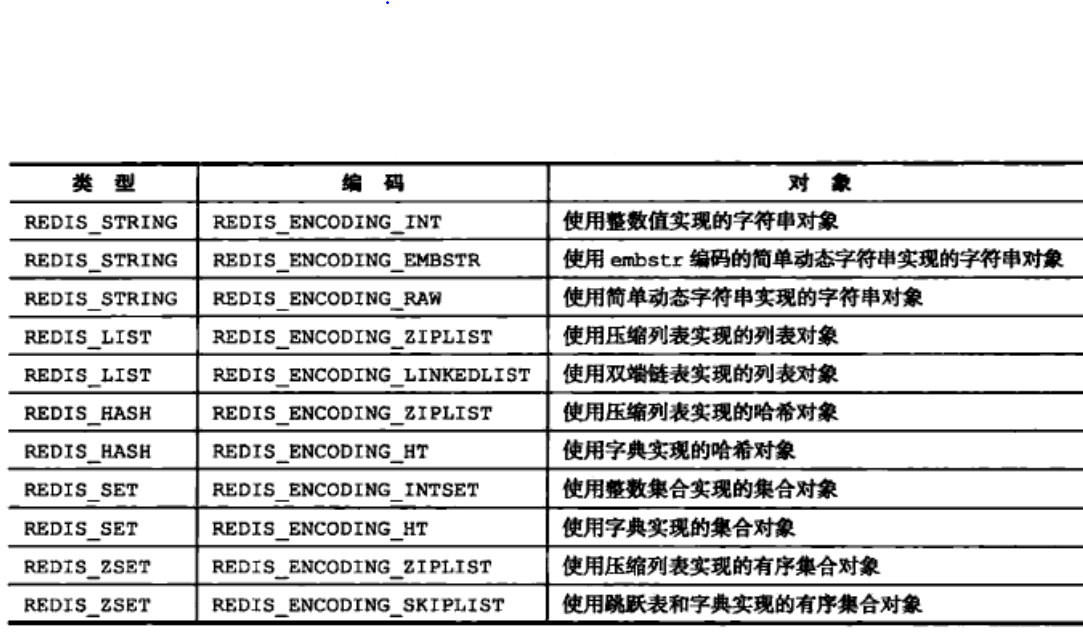 类 型 编 码 对 象
REDIS_STRING REDIS_ENCODING_INT 使用整数值实现的字符串对象
REDIS_STRING REDIS_ENCODING_EMBSTR 使用 embstr 编码的简单动态字符串实现的字符串对象
REDIS_STRING REDIS_ENCODING_RAW 使用简单动态字符串实现的字符串对象
REDIS_LIST REDIS_ENCODING_ZIPLIST 使用压缩列表实现的列表对象
REDIS_LIST REDIS_ENCODING_LINKEDLIST 使用双端链表实现的列表对象
REDIS_HASH REDIS_ENCODING_ZIPLIST 使用压缩列表实现的哈希对象
REDIS_HASH REDIS_ENCODING_HT 使用字典实现的哈希对象
REDIS_SET REDIS_ENCODING_INTSET 使用整数集合实现的集合对象
REDIS_SET REDIS_ENCODING_HT 使用字典实现的集合对象
REDIS_ZSET REDIS_ENCODING_ZIPLIST 使用压缩列表实现的有序集合对象
REDIS_ZSET REDIS_ENCODING_SKIPLIST 使用跳跃表和字典实现的有序集合对象